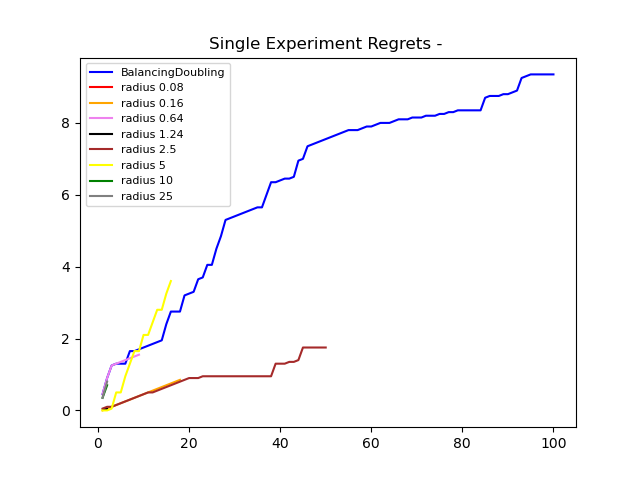 Single Experiment Regrets -
BalancingDoubling
radius 0.08
radius 0.16
radius 0.64
radius 1.24
radius 2.5
radius 5
radius 10
radius 25
8
6
4
2
0
0 20 40 60 80 100